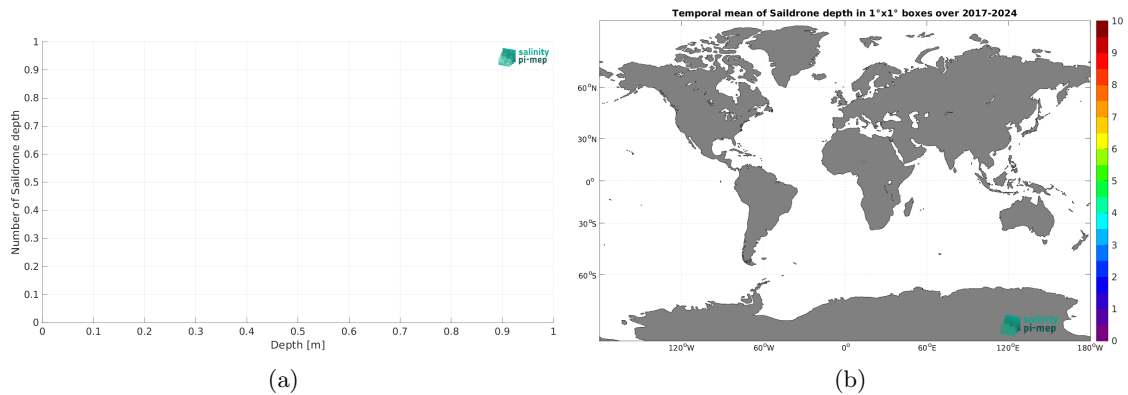 1
0.9
0.8
0.7
0.6
0.5
0.4
0.3
0.2
0.1
0
Number of Saildrone depth
0 0.1 0.2 0.3 0.4 0.5 0.6 0.7 0.8 0.9 1
Depth [m]
salinity
pi-mep
(a)
Temporal mean of Saildrone depth in 1°x1° boxes over 2017-2024
60°N
30°N
0°
30°S
60°S
120°W 60°W 0° 60°E 120°E 180°W
salinity
pi-mep
10
9
8
7
6
5
4
3
2
1
0
(b)